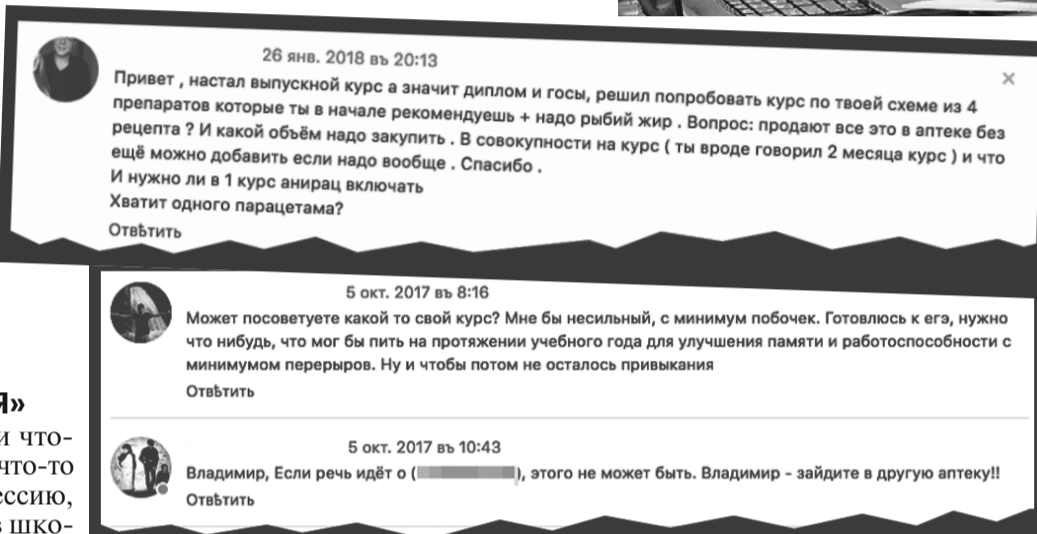 26 янв. 2018 въ 20:13
Привет , настал выпускной курс а значит диплом и госы, решил попробовать курс по твоей схеме из 4
препаратов которые ты в начале рекомендуешь + надо рыбий жир . Вопрос: продают все это в аптеке без
рецепта ? И какой объём надо закупить . В совокупности на курс ( ты вроде говорил 2 месяца курс ) и что
ещё можно добавить если надо вообще . Спасибо .
И нужно ли в 1 курс анирац включать
Хватит одного парацетама?
Отвѣтить
5 окт. 2017 въ 8:16
Может посоветуете какой то свой курс? Мне бы несильный, с минимум побочек. Готовлюсь к егэ, нужно
что нибудь, что мог бы пить на протяжении учебного года для улучшения памяти и работоспособности с
минимумом перерыров. Ну и чтобы потом не осталось привыкания
Отвѣтить
5 окт. 2017 въ 10:43
Владимир, Если речь идёт о ( ), этого не может быть. Владимир - зайдите в другую аптеку!!
Отвѣтить
Я»
и что-
что-то
ессию,
в шко-